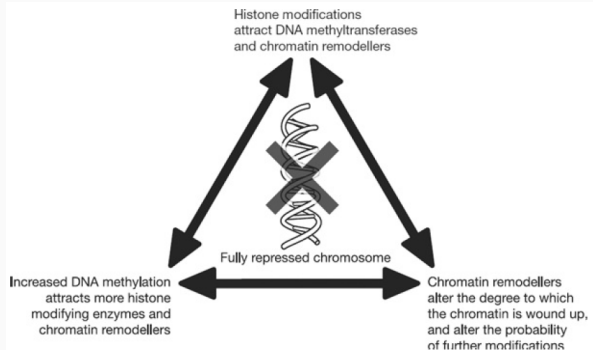 Histone modifications
attract DNA methyltransferases
and chromatin remodellers
Fully repressed chromosome
Increased DNA methylation
attracts more histone
modifying enzymes and
chromatin remodellers
Chromatin remodellers
alter the degree to which
the chromatin is wound up,
and alter the probability
of further modifications